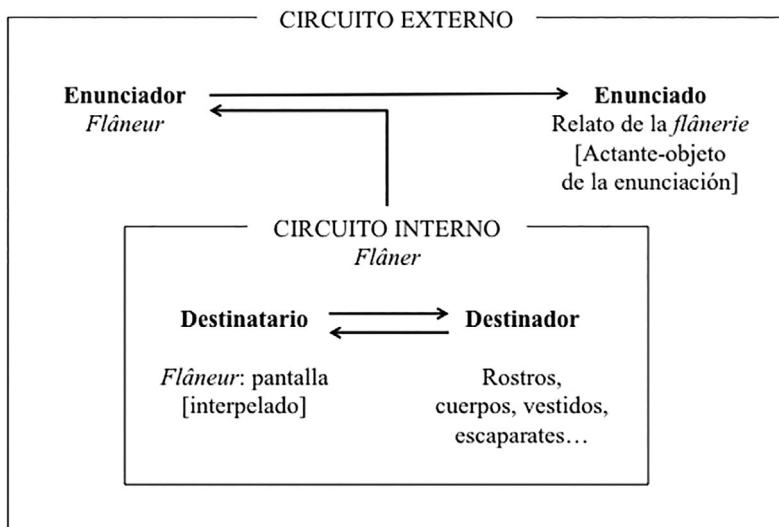 CIRCUITO EXTERNO
Enunciador
Flâneur
Enunciado
Relato de la flânerie
[Actante-objeto
de la enunciación]
CIRCUITO INTERNO
Flâner
Destinatario
Destinador
Flâneur: pantalla
[interpelado]
Rostros,
cuerpos, vestidos,
escaparates…